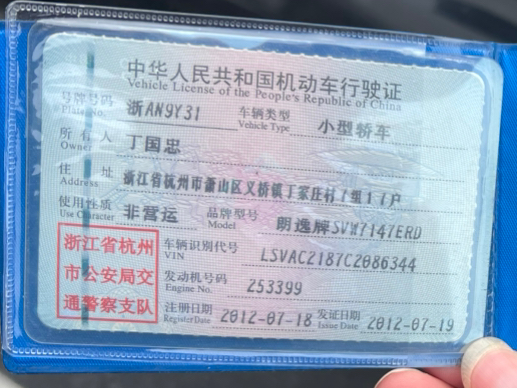 中华人民共和国机动车行驶证
Vehicle License of the People's Republic of China
号牌号码 浙AN9Y31 车辆类型 小型轿车
Plate No. Vehicle Type
所有人 丁国忠
Owner
住址 浙江省杭州市萧山区义桥镇丁家庄村7组17户
Address
使用性质 非营运 品牌型号 朗逸牌SVW7147ERD
Use Character Model
浙江省杭州
市公安局交
通警察支队
车辆识别代号 LSVAC2187C2086344
VIN
发动机号码 253399
Engine No.
注册日期 2012-07-18 发证日期 2012-07-19
Register Date Issue Date